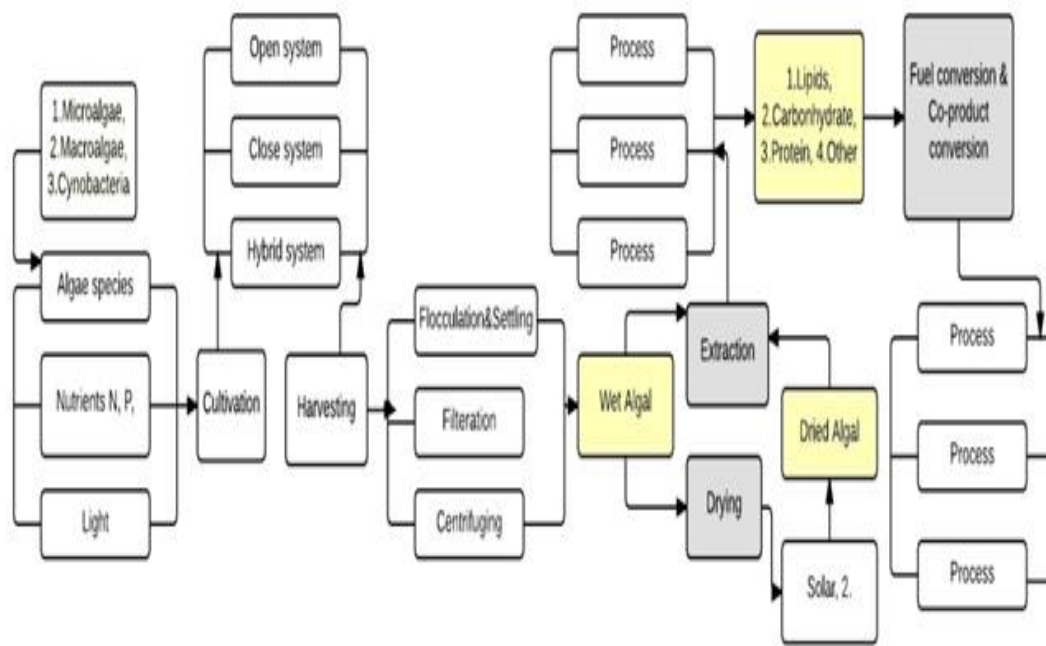 1.Microalgae,
2.Macroalgae,
3.Cynobacteria
Algae species
Nutrients N, P,
Light
Cultivation
Open system
Close system
Hybrid system
Harvesting
Flocculation&Settling
Filteration
Centrifuging
Wet Algal
Extraction
Drying
Solar, 2.
Dried Algal
Process
Process
Process
1.Lipids,
2.Carbonhydrate,
3.Protein, 4.Other
Fuel conversion &
Co-product
conversion
Process
Process
Process